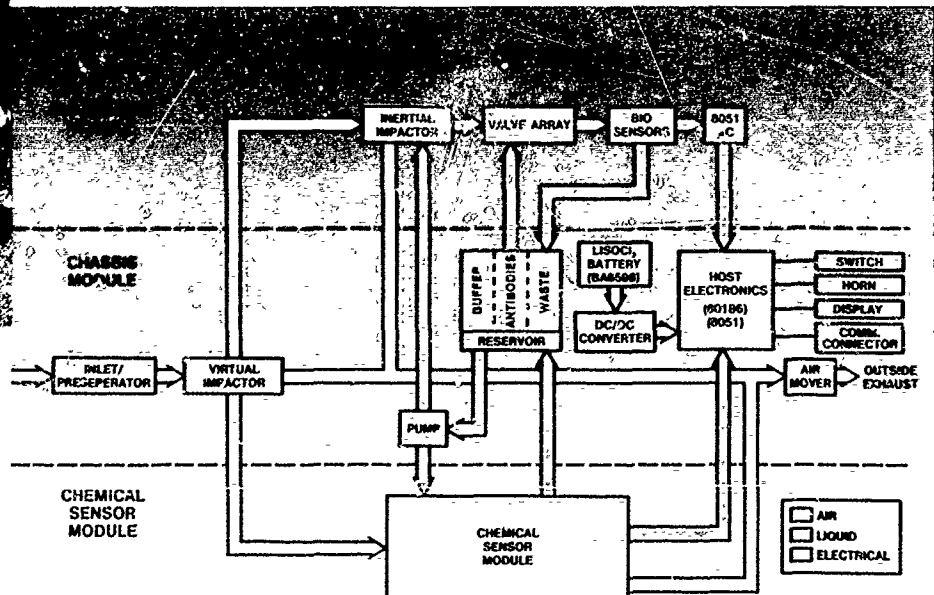 INERTIAL
IMPACTOR
VALVE ARRAY
BIO
SENSORS
8051
µC
CHASSIS
MODULE
BUFFER
ANTIBODIES
WASTE
RESERVOIR
BATTERY
DC/DC
CONVERTER
HOST
ELECTRONICS
(80186)
(8051)
SWITCH
HORN
DISPLAY
COMM.
CONNECTOR
INLET/
PRESEPERATOR
VIRTUAL
IMPACTOR
AIR
MOVER
OUTSIDE
EXHAUST
PUMP
CHEMICAL
SENSOR
MODULE
CHEMICAL
SENSOR
MODULE
AIR
LIQUID
ELECTRICAL